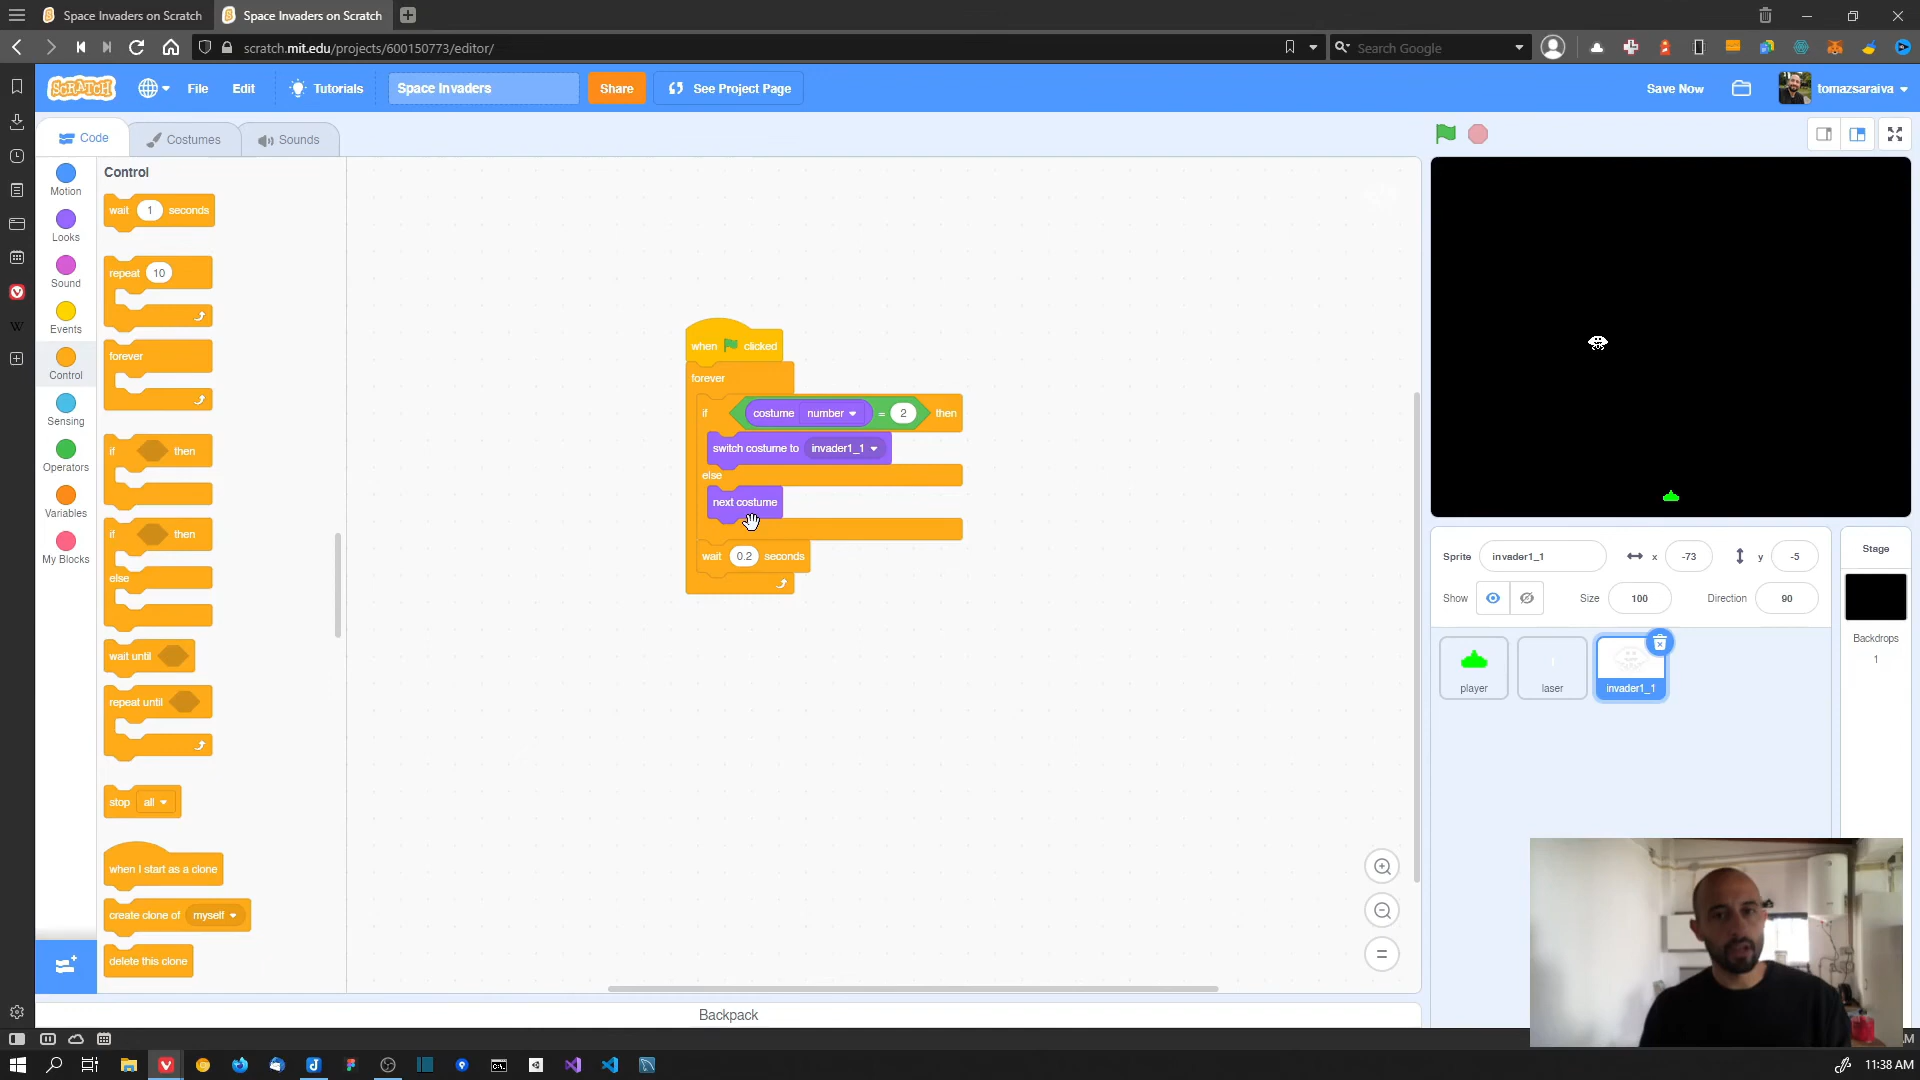 Space Invaders on Scratch
Space Invaders on Scratch
scratch.mit.edu/projects/600150773/editor/
Search Google
SCRATCH
File
Edit
Tutorials
Space Invaders
Share
See Project Page
Save Now
tomazsaraiva
Code
Costumes
Sounds
Motion
Looks
Sound
Events
Control
Sensing
Operators
Variables
My Blocks
Control
wait 1 seconds
repeat 10
forever
if then
if then
else
wait until
repeat until
stop all
when I start as a clone
create clone of myself
delete this clone
when clicked
forever
if costume number = 2 then
switch costume to invader1_1
else
next costume
wait 0.2 seconds
Sprite invader1_1 x -73 y -5
Show Size 100 Direction 90
player
laser
invader1_1
Stage
Backdrops
1
Backpack
11:38 AM